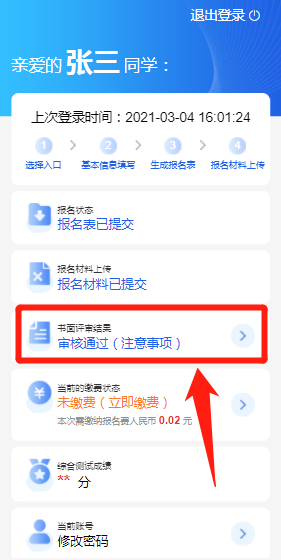 退出登录
亲爱的 张三 同学：
上次登录时间：2021-03-04 16:01:24
1 2 3 4
选择入口 基本信息填写 生成报名表 报名材料上传
报名状态
报名表已提交
报名材料上传
报名材料已提交
书面评审结果
审核通过（注意事项）
当前的缴费状态
未缴费（立即缴费）
本次需缴纳报名费人民币 0.02 元
综合测试成绩
** 分
当前账号
修改密码